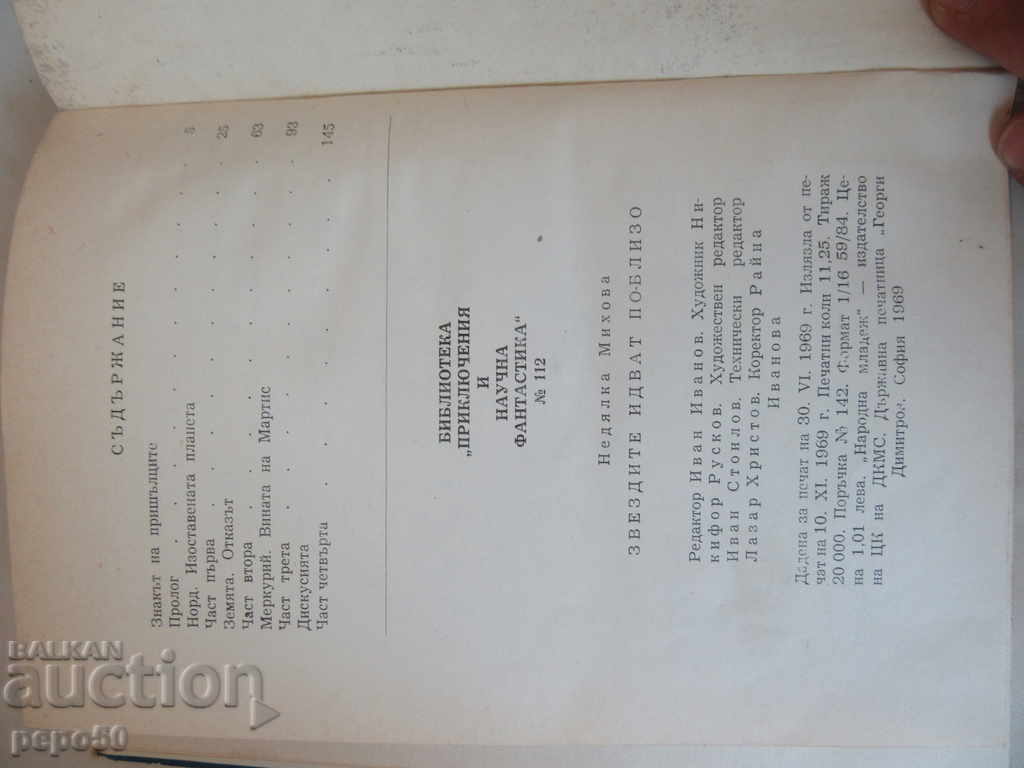 СЪДЪРЖАНИЕ
Знакът на пришълците
Пролог . . . . . . . . . . 5
Норд. Изоставената планета
Част първа . . . . . . . . . 25
Земята. Отказът
Част втора . . . . . . . . . 63
Меркурий. Вината на Мартис
Част трета . . . . . . . . . 93
Дискусията
Част четвърта . . . . . . . . 145
БИБЛИОТЕКА
„ПРИКЛЮЧЕНИЯ
И
НАУЧНА
ФАНТАСТИКА“
№ 112
Недялка Михова
ЗВЕЗДИТЕ ИДВАТ ПО-БЛИЗО
Редактор Иван Иванов. Художник Ни-
кифор Русков. Художествен редактор
Иван Стоилов. Технически редактор
Лазар Христов. Коректор Райна
Иванова
Дадена за печат на 30. VI. 1969 г. Излязла от пе-
чат на 10. XI. 1969 г. Печатни коли 11,25. Тираж
20 000. Поръчка № 142. Формат 1/16 59/84. Це-
на 1,01 лева. „Народна младеж“ — издателство
на ЦК на ДКМС. Държавна печатница „Георги
Димитров. София 1969
BALKAN
auction
pepo50